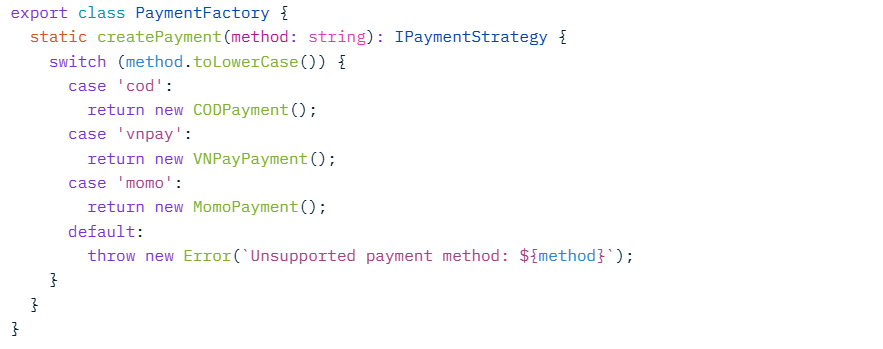 export class PaymentFactory {
  static createPayment(method: string): IPaymentStrategy {
    switch (method.toLowerCase()) {
      case 'cod':
        return new CODPayment();
      case 'vnpay':
        return new VNPayPayment();
      case 'momo':
        return new MomoPayment();
      default:
        throw new Error(`Unsupported payment method: ${method}`);
    }
  }
}